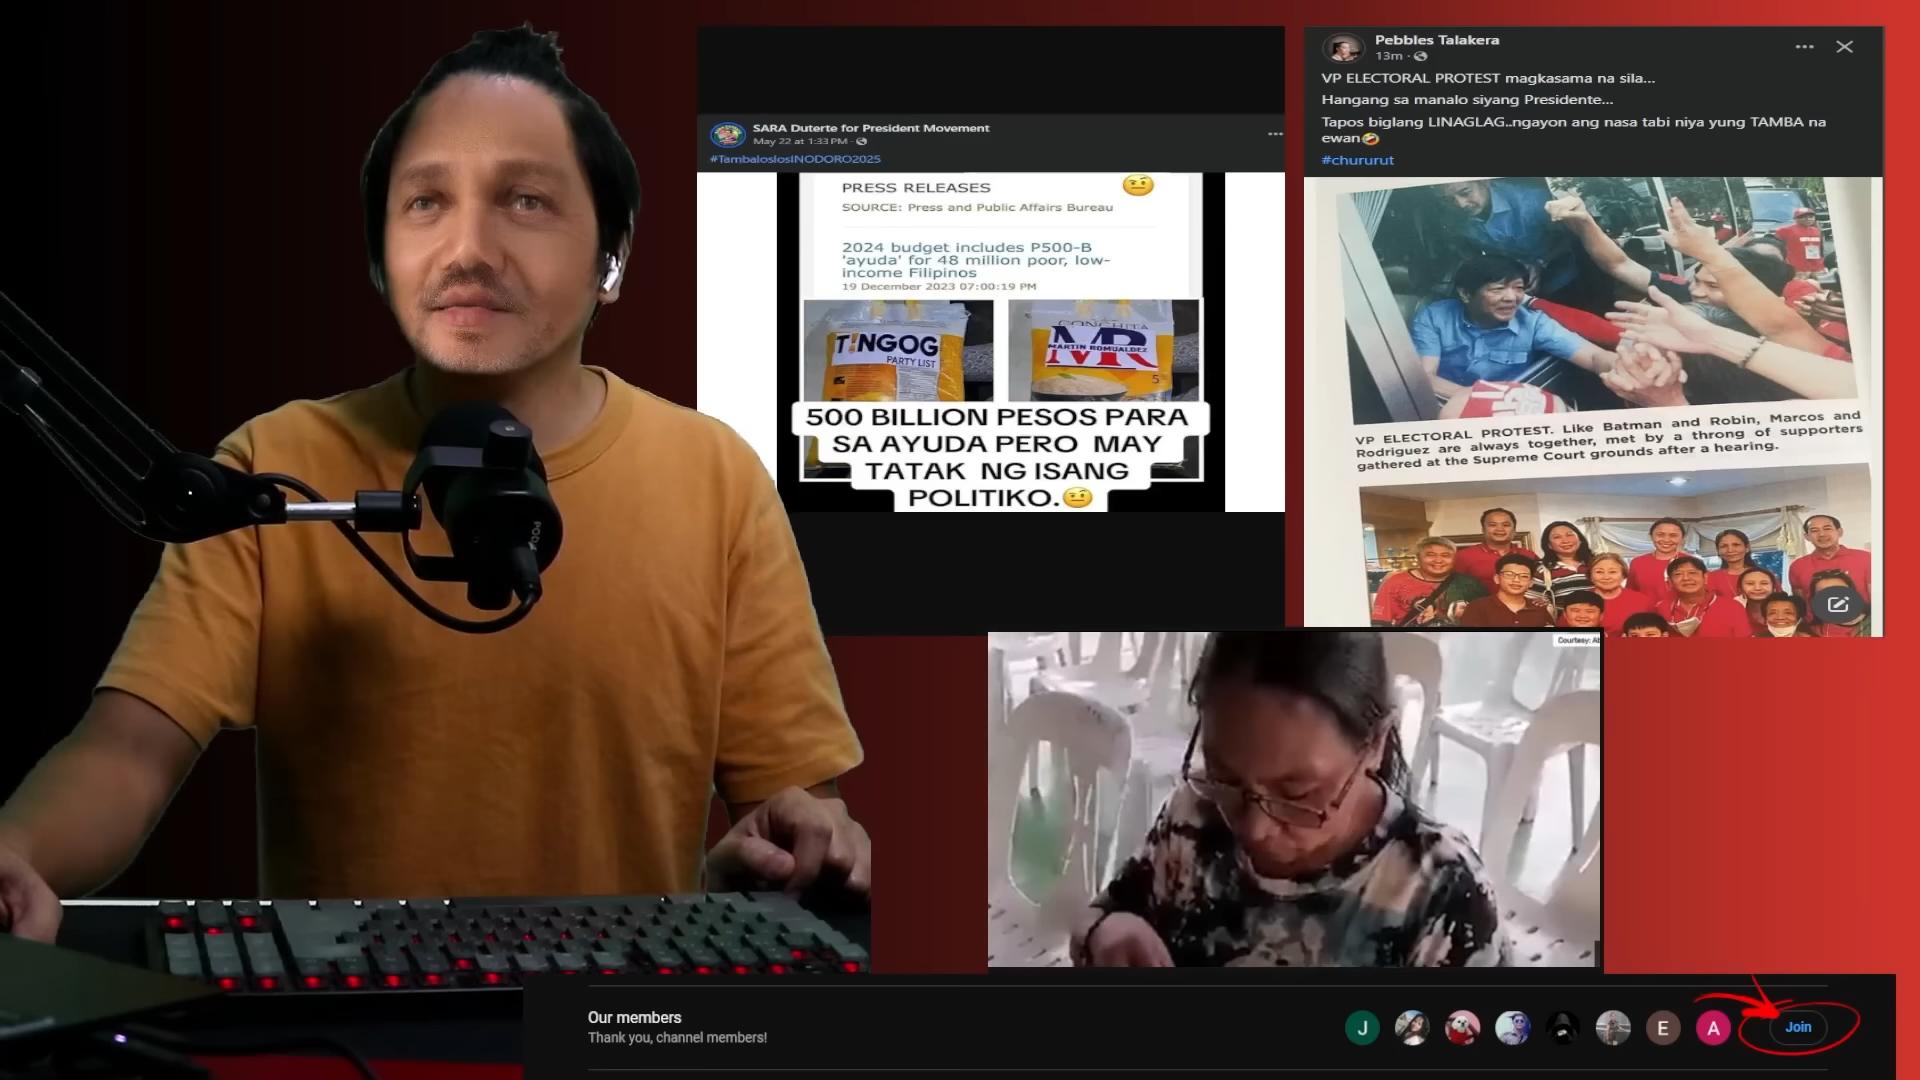 SARA Duterte for President Movement
May 22 at 1:33 PM ·
#TambaloslosINODORO2025
PRESS RELEASES
SOURCE: Press and Public Affairs Bureau
2024 budget includes P500-B
'ayuda' for 48 million poor, low-
income Filipinos
19 December 2023 07:00:19 PM
T!NGOG
PARTY LIST
CONCHITA
MR
MARTIN ROMUALDEZ
5
500 BILLION PESOS PARA
SA AYUDA PERO MAY
TATAK NG ISANG
POLITIKO.
Pebbles Talakera
13m ·
VP ELECTORAL PROTEST magkasama na sila...
Hangang sa manalo siyang Presidente...
Tapos biglang LINAGLAG..ngayon ang nasa tabi niya yung TAMBA na
ewan🤣
#chururut
VP ELECTORAL PROTEST. Like Batman and Robin, Marcos and
Rodriguez are always together, met by a throng of supporters
gathered at the Supreme Court grounds after a hearing.
Courtesy: Ab
Our members
Thank you, channel members!
J
E
A
Join